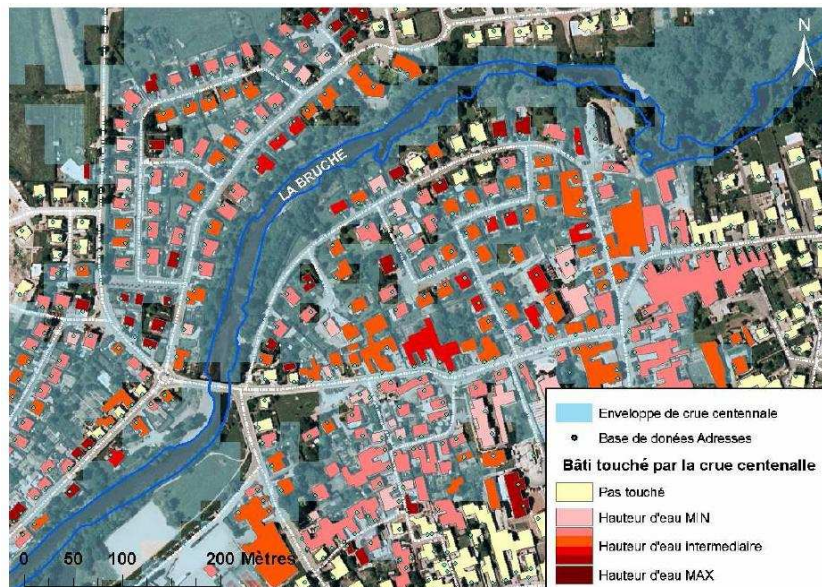 N
LA BRUCHE
Enveloppe de crue centennale
Base de donées Adresses
Bâti touché par la crue centenalle
Pas touché
Hauteur d'eau MIN
Hauteur d'eau intermediaire
Hauteur d'eau MAX
0 50 100 200 Mètres